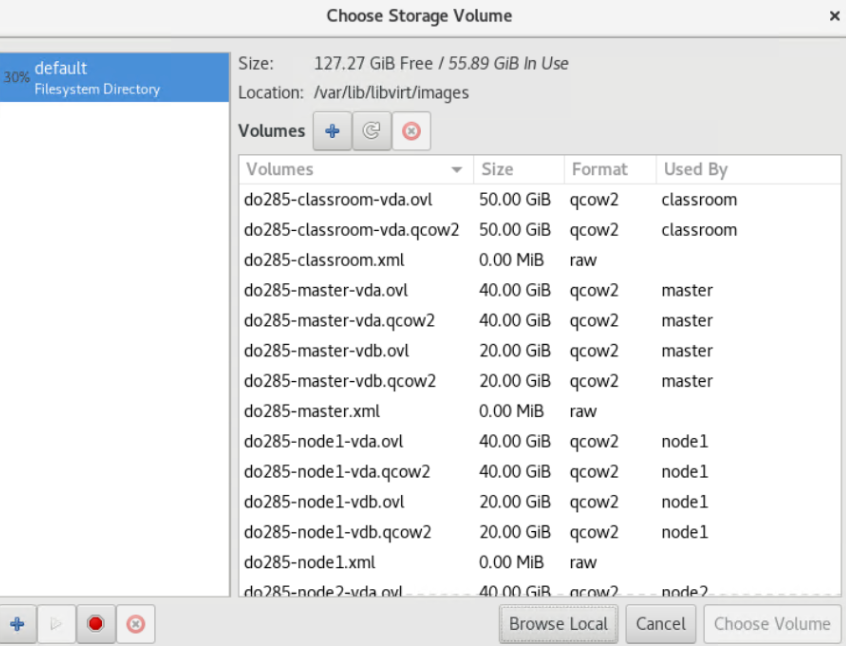 Choose Storage Volume
30%
default
Filesystem Directory
Size: 127.27 GiB Free / 55.89 GiB In Use
Location: /var/lib/libvirt/images
Volumes
Volumes Size Format Used By
do285-classroom-vda.ovl 50.00 GiB qcow2 classroom
do285-classroom-vda.qcow2 50.00 GiB qcow2 classroom
do285-classroom.xml 0.00 MiB raw
do285-master-vda.ovl 40.00 GiB qcow2 master
do285-master-vda.qcow2 40.00 GiB qcow2 master
do285-master-vdb.ovl 20.00 GiB qcow2 master
do285-master-vdb.qcow2 20.00 GiB qcow2 master
do285-master.xml 0.00 MiB raw
do285-node1-vda.ovl 40.00 GiB qcow2 node1
do285-node1-vda.qcow2 40.00 GiB qcow2 node1
do285-node1-vdb.ovl 20.00 GiB qcow2 node1
do285-node1-vdb.qcow2 20.00 GiB qcow2 node1
do285-node1.xml 0.00 MiB raw
do285-node2-vda.ovl 40.00 GiB qcow2 node2
Browse Local Cancel Choose Volume